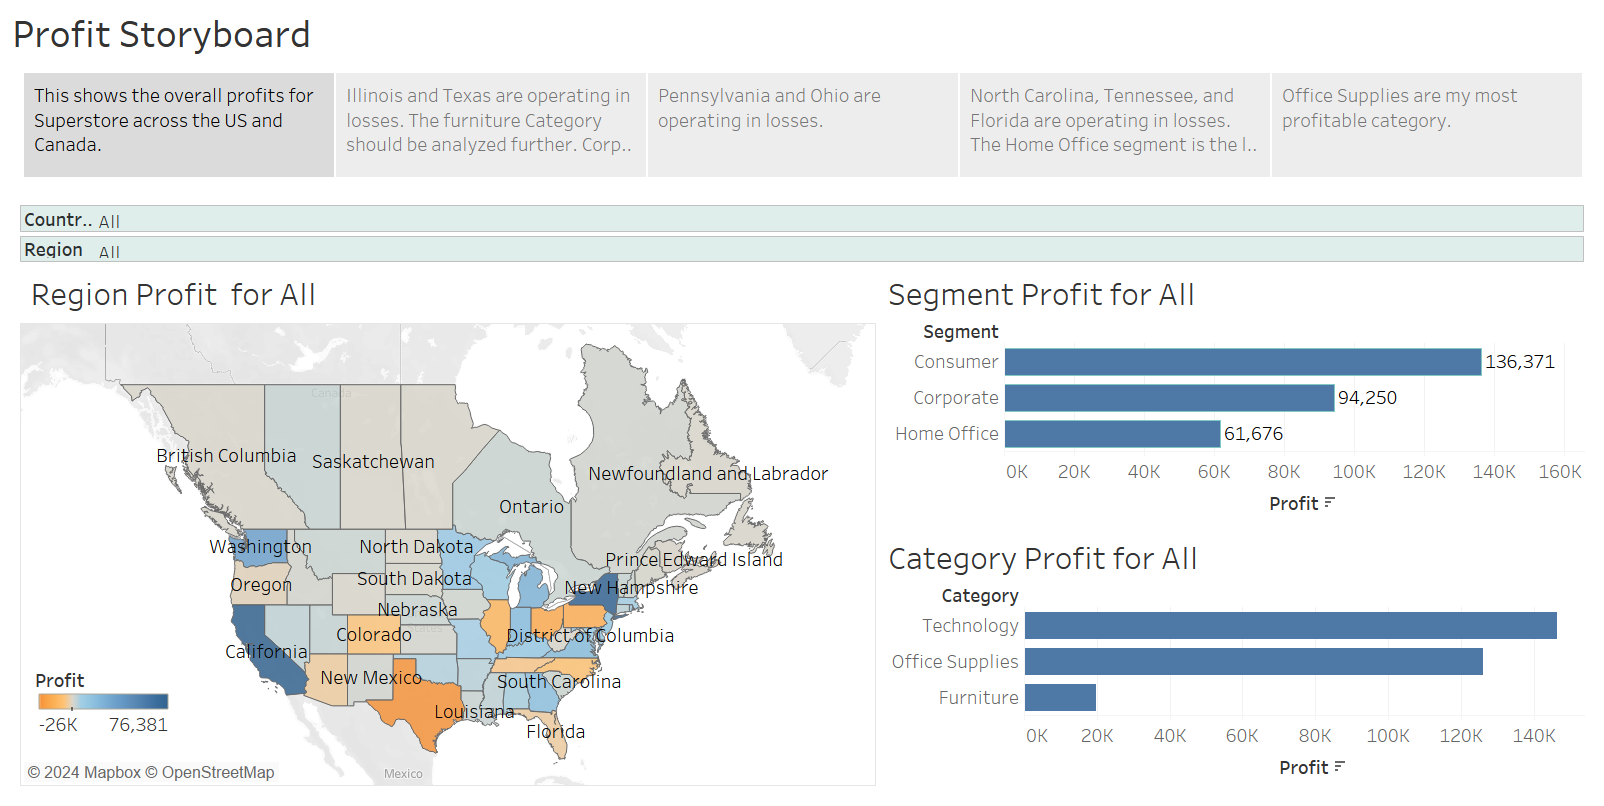 Profit Storyboard
This shows the overall profits for
Superstore across the US and
Canada.
Illinois and Texas are operating in
losses. The furniture Category
should be analyzed further. Corp..
Pennsylvania and Ohio are
operating in losses.
North Carolina, Tennessee, and
Florida are operating in losses.
The Home Office segment is the l..
Office Supplies are my most
profitable category.
Countr.. All
Region All
Region Profit for All
Canada
British Columbia
Saskatchewan
Newfoundland and Labrador
Ontario
Washington
North Dakota
Prince Edward Island
Oregon
South Dakota
New Hampshire
Nebraska
Colorado
District of Columbia
California
New Mexico
South Carolina
Louisiana
Florida
Mexico
Profit
-26K 76,381
© 2024 Mapbox © OpenStreetMap
Segment Profit for All
Segment
Consumer 136,371
Corporate 94,250
Home Office 61,676
0K 20K 40K 60K 80K 100K 120K 140K 160K
Profit
Category Profit for All
Category
Technology
Office Supplies
Furniture
0K 20K 40K 60K 80K 100K 120K 140K
Profit